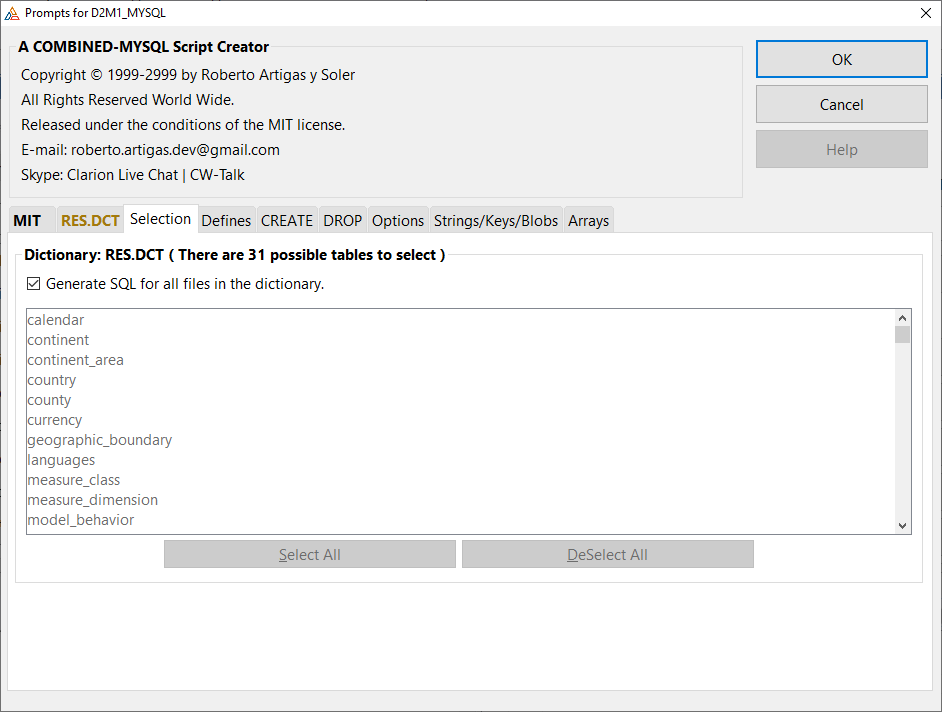 Prompts for D2M1_MYSQL
A COMBINED-MYSQL Script Creator
Copyright © 1999-2999 by Roberto Artigas y Soler
All Rights Reserved World Wide.
Released under the conditions of the MIT license.
E-mail: roberto.artigas.dev@gmail.com
Skype: Clarion Live Chat | CW-Talk
OK
Cancel
Help
MIT RES.DCT Selection Defines CREATE DROP Options Strings/Keys/Blobs Arrays
Dictionary: RES.DCT ( There are 31 possible tables to select )
Generate SQL for all files in the dictionary.
calendar
continent
continent_area
country
county
currency
geographic_boundary
languages
measure_class
measure_dimension
model_behavior
Select All DeSelect All